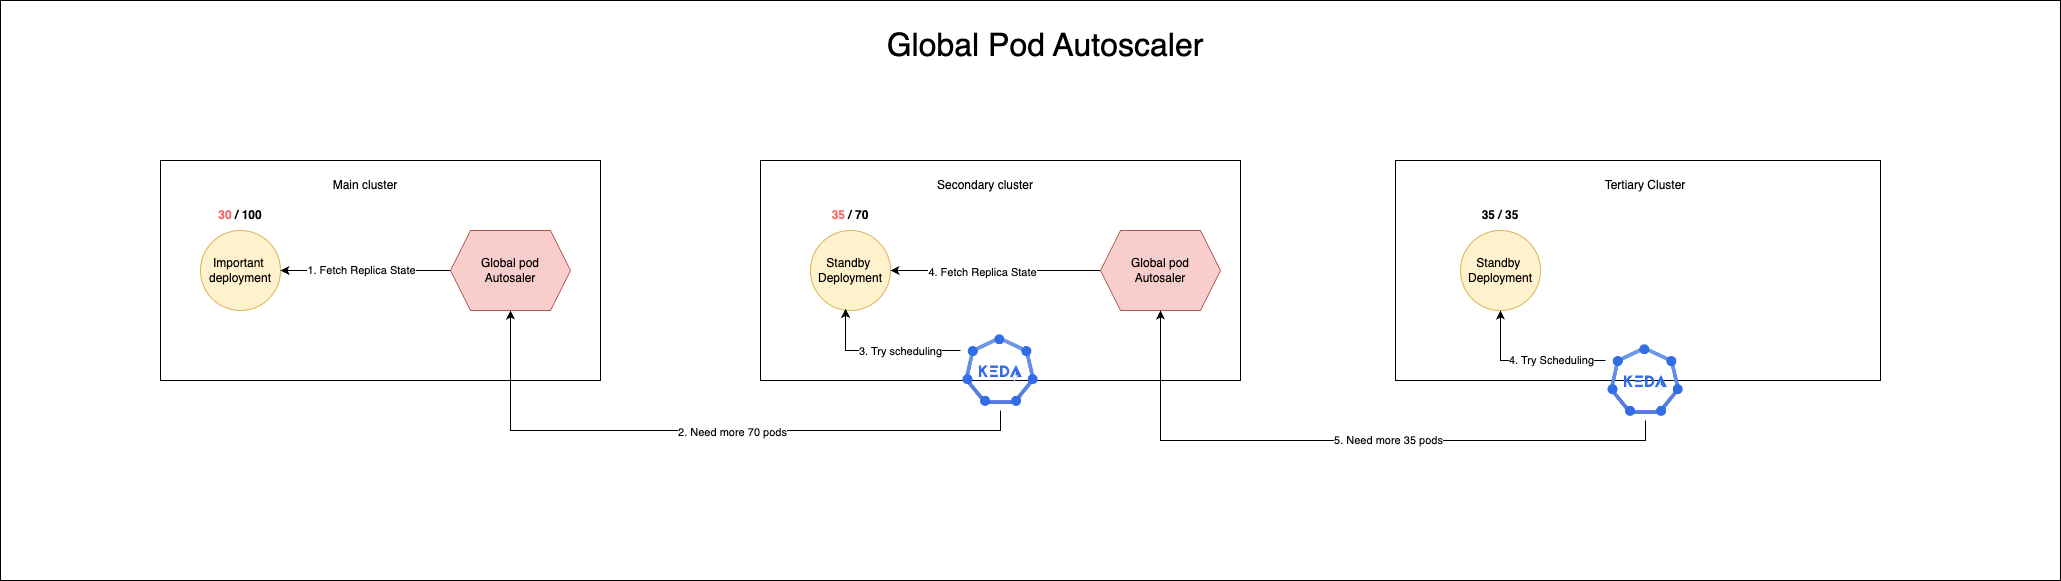 Global Pod Autoscaler
Main cluster
30 / 100
Important
deployment
1. Fetch Replica State
Global pod
Autosaler
Secondary cluster
35 / 70
Standby
Deployment
4. Fetch Replica State
Global pod
Autosaler
3. Try scheduling
KEDA
2. Need more 70 pods
Tertiary Cluster
35 / 35
Standby
Deployment
4. Try Scheduling
KEDA
5. Need more 35 pods